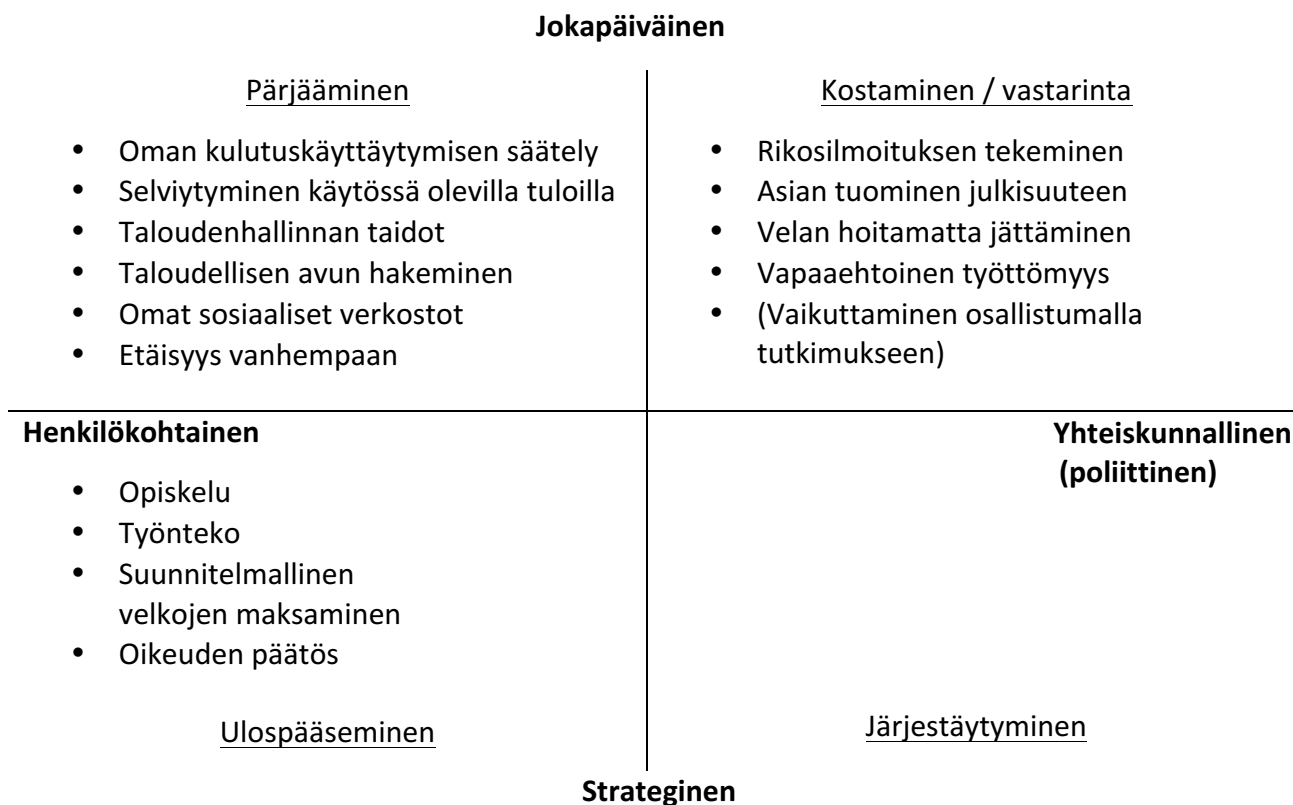 Jokapäiväinen
Pärjääminen
• Oman kulutuskäyttäytymisen säätely
• Selviytyminen käytössä olevilla tuloilla
• Taloudenhallinnan taidot
• Taloudellisen avun hakeminen
• Omat sosiaaliset verkostot
• Etäisyys vanhempaan
Kostaminen / vastarinta
• Rikosilmoituksen tekeminen
• Asian tuominen julkisuuteen
• Velan hoitamatta jättäminen
• Vapaaehtoinen työttömyys
• (Vaikuttaminen osallistumalla
tutkimukseen)
Henkilökohtainen
• Opiskelu
• Työnteko
• Suunnitelmallinen
velkojen maksaminen
• Oikeuden päätös
Ulospääseminen
Yhteiskunnallinen
(poliittinen)
Järjestäytyminen
Strateginen